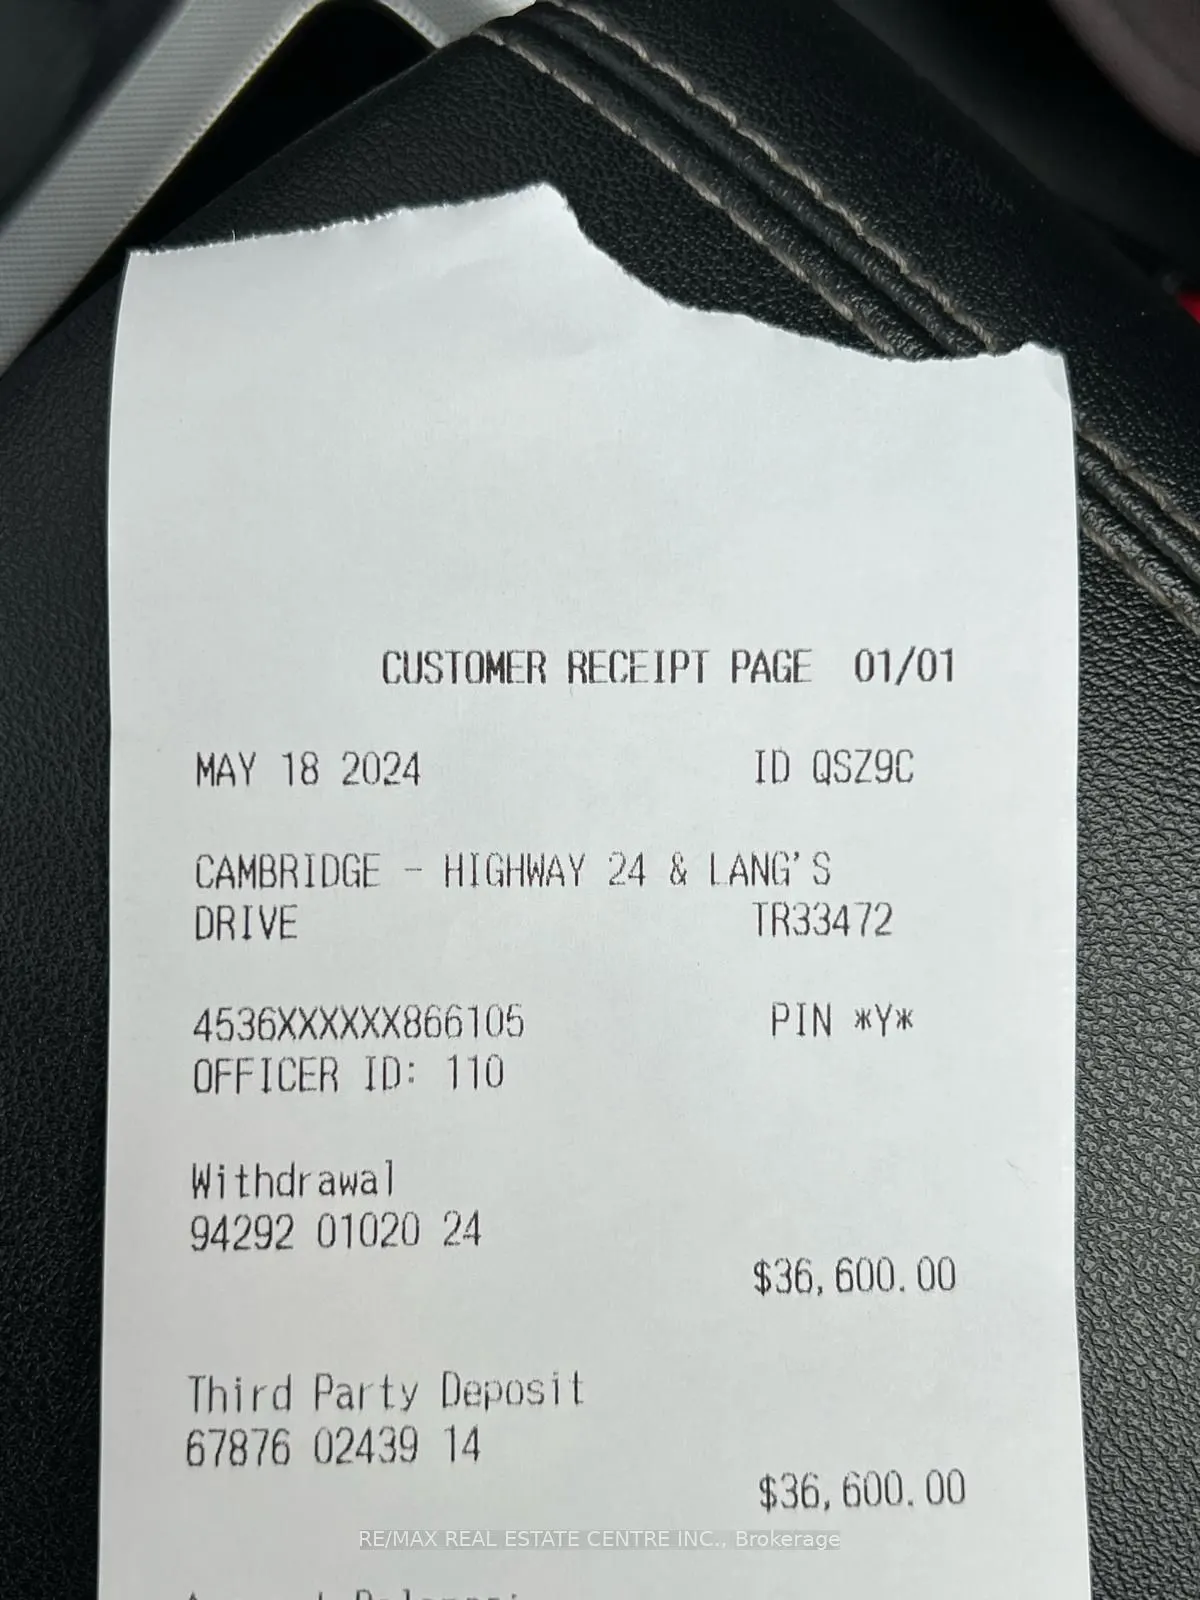 CUSTOMER RECEIPT PAGE 01/01
MAY 18 2024 ID QSZ9C
CAMBRIDGE - HIGHWAY 24 & LANG'S
DRIVE TR33472
4536XXXXXX866105 PIN *Y*
OFFICER ID: 110
Withdrawal
94292 01020 24
$36,600.00
Third Party Deposit
67876 02439 14
$36,600.00
RE/MAX REAL ESTATE CENTRE INC., Brokerage